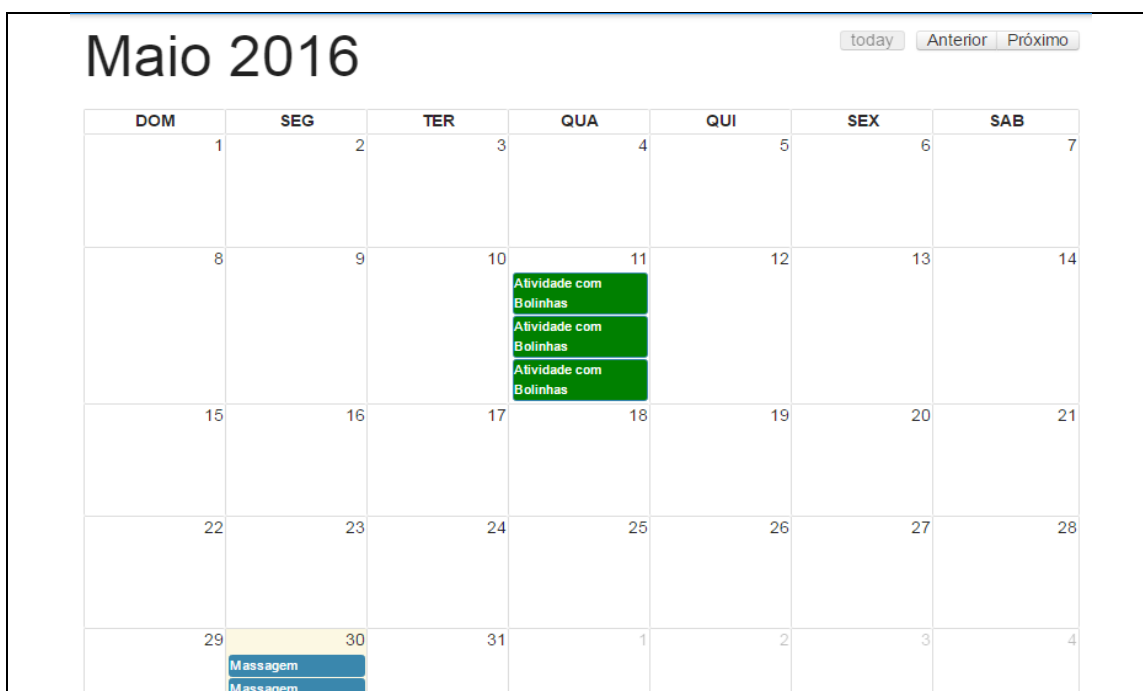 Maio 2016
today Anterior Próximo
DOM SEG TER QUA QUI SEX SAB
1 2 3 4 5 6 7
8 9 10 11 12 13 14
Atividade com
Bolinhas
Atividade com
Bolinhas
Atividade com
Bolinhas
15 16 17 18 19 20 21
22 23 24 25 26 27 28
29 30 31 1 2 3 4
Massagem
Massagem